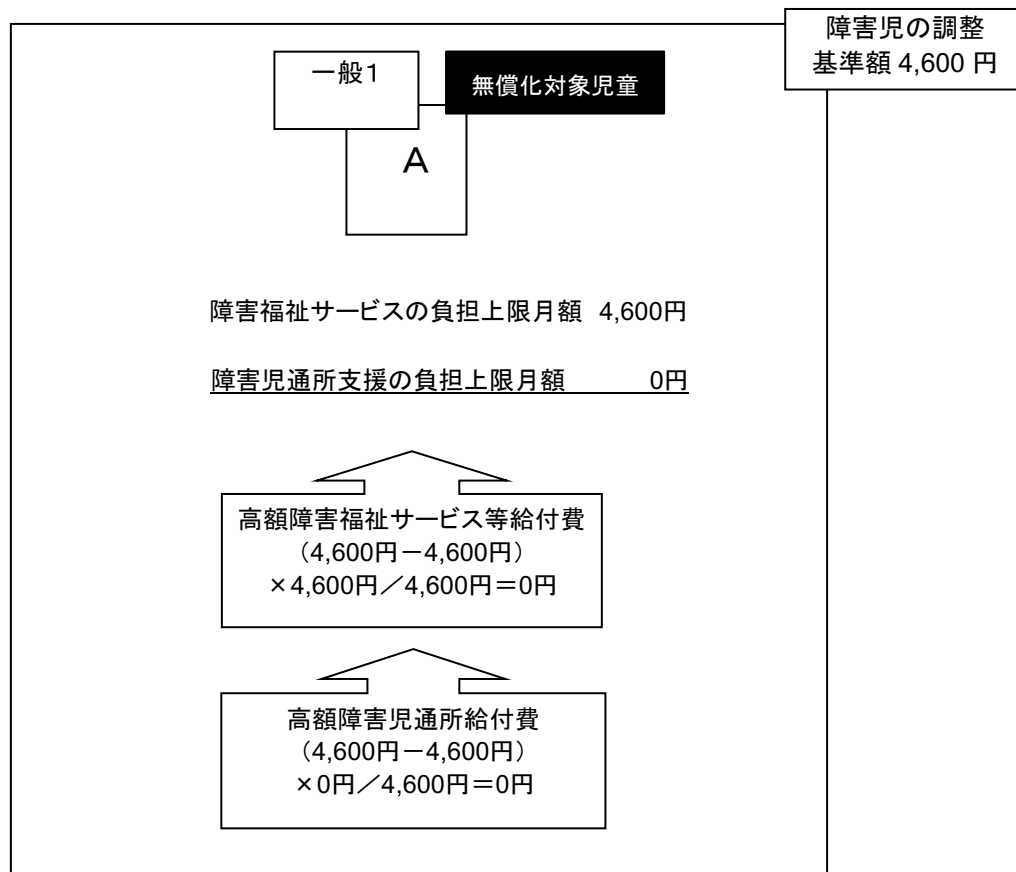 障害児の調整
基準額 4,600 円
一般1
無償化対象児童
A
障害福祉サービスの負担上限月額 4,600円
障害児通所支援の負担上限月額 0円
高額障害福祉サービス等給付費
（4,600円－4,600円）
×4,600円／4,600円＝0円
高額障害児通所給付費
（4,600円－4,600円）
×0円／4,600円＝0円